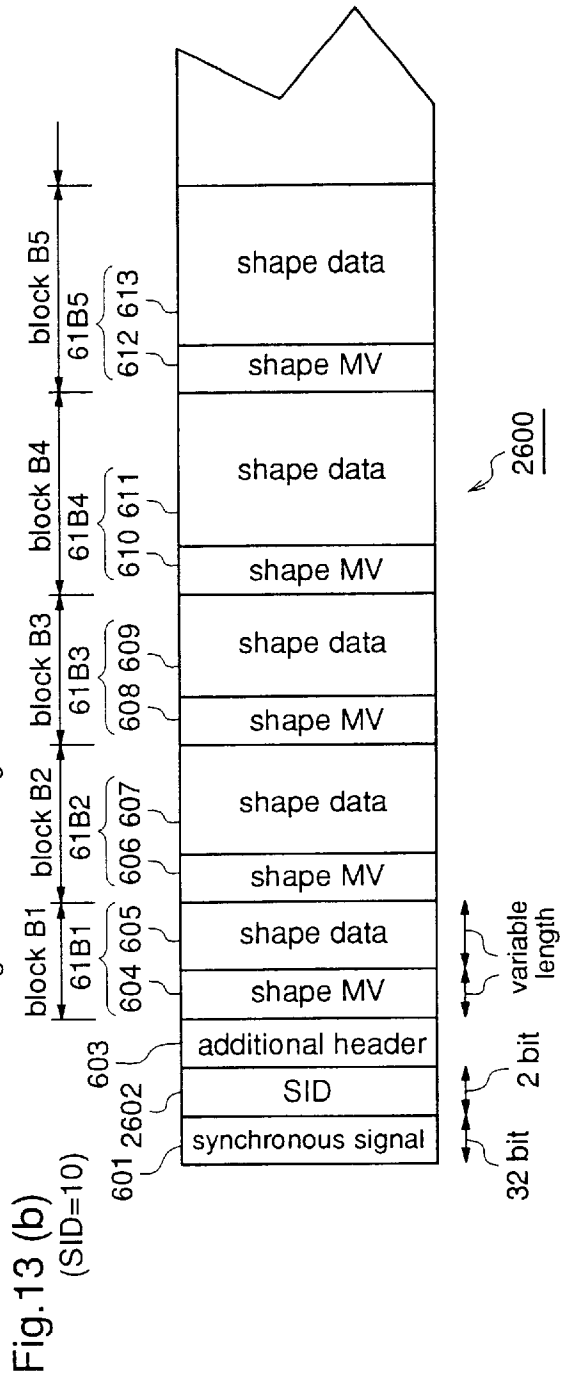 Fig.13 (b)
(SID=10)
block B1 block B2 block B3 block B4 block B5
61B1 61B2 61B3 61B4 61B5
601 2602 603 604 605 606 607 608 609 610 611 612 613
synchronous signal
SID
additional header
shape MV
shape data
shape MV
shape data
shape MV
shape data
shape MV
shape data
shape MV
shape data
32 bit
2 bit
variable
length
2600